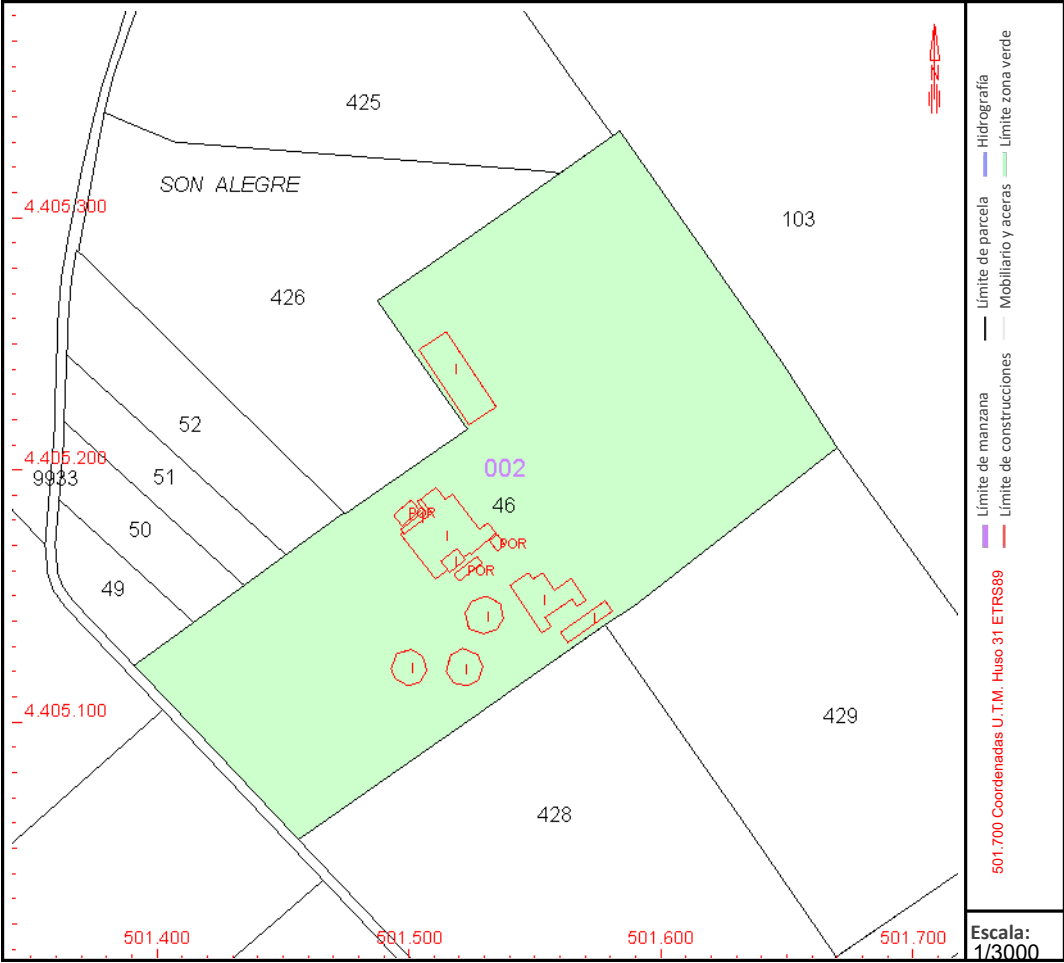 425
SON ALEGRE
4.405.300
103
426
52
4.405.200
002
9933
51
46
POR
50
POR
POR
49
I
I
I
I
I
I
I
I
4.405.100
429
428
501.400
501.500
501.600
501.700
N
Hidrografía
Límite zona verde
Límite de parcela
Mobiliario y aceras
Límite de manzana
Límite de construcciones
501.700 Coordenadas U.T.M. Huso 31 ETRS89
Escala:
1/3000